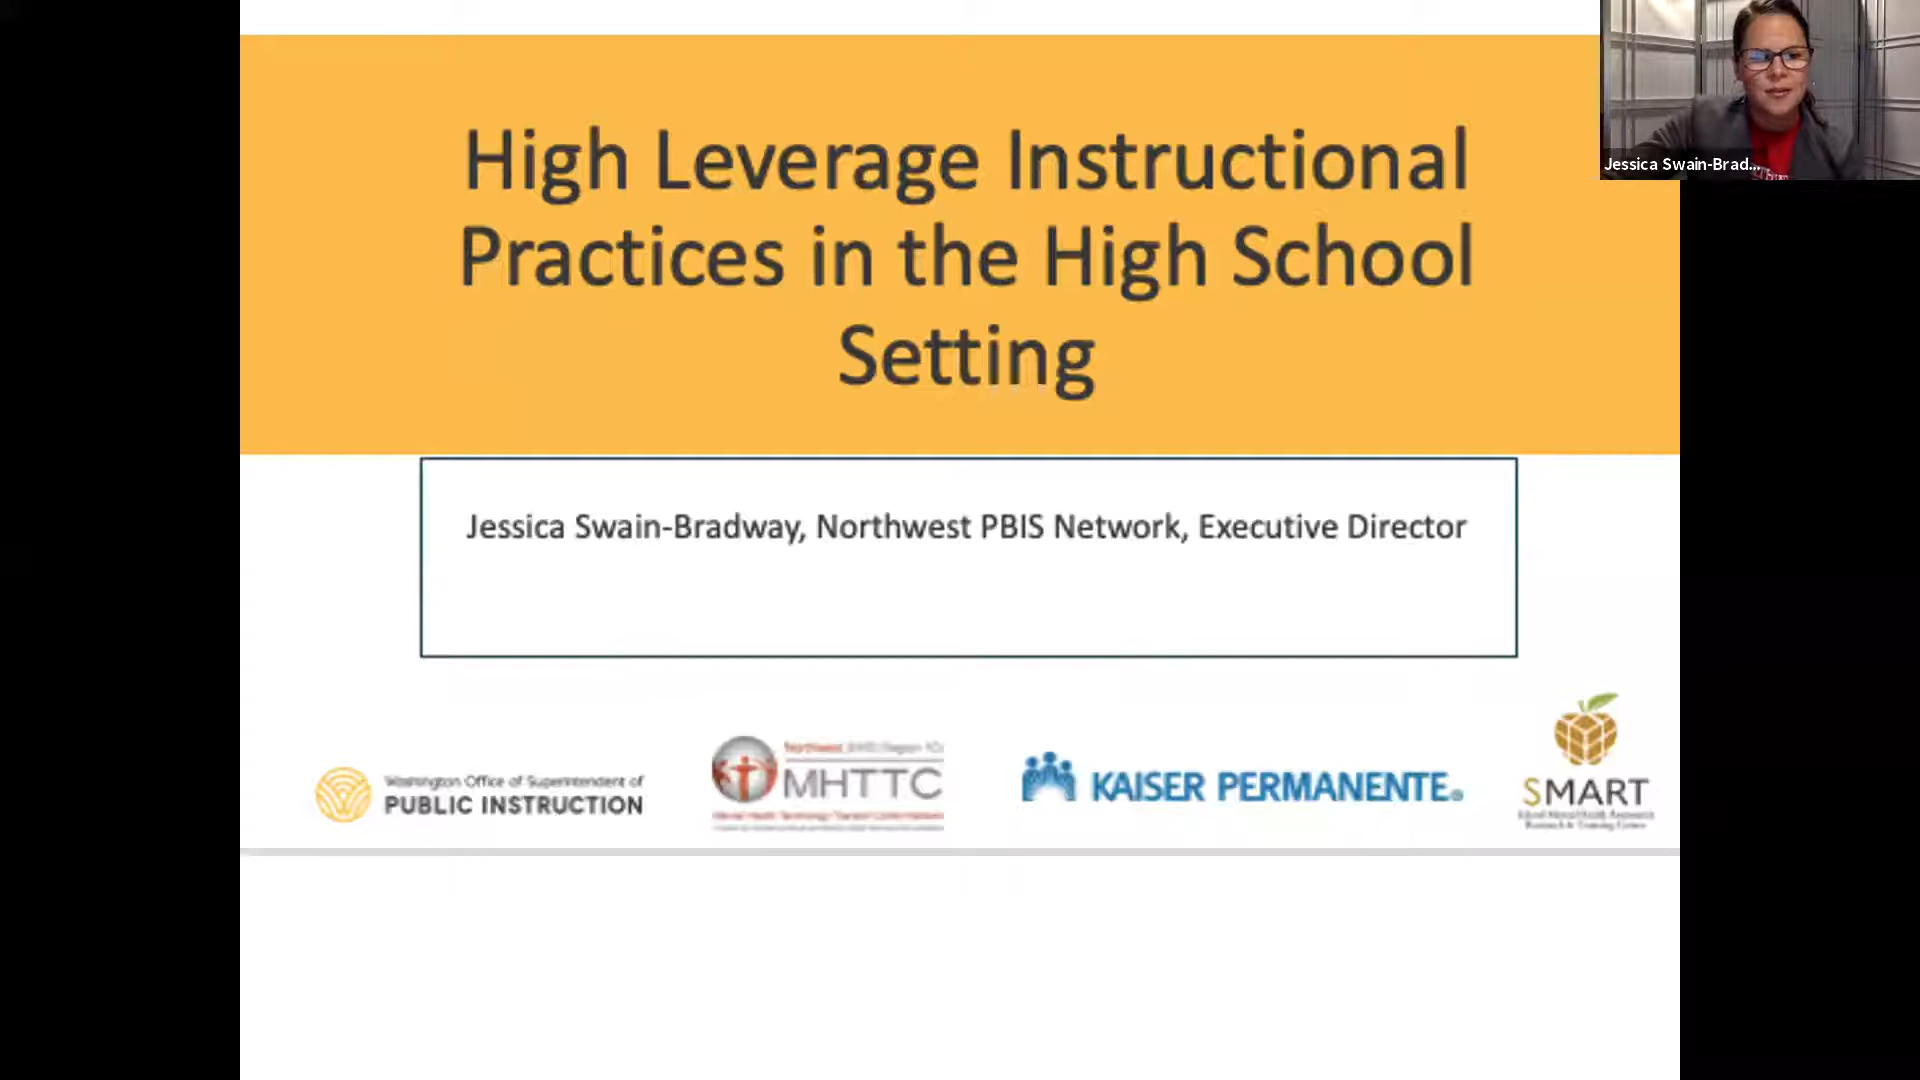 High Leverage Instructional
Practices in the High School
Setting
Jessica Swain-Brad...
Jessica Swain-Bradway, Northwest PBIS Network, Executive Director
Washington Office of Superintendent of
PUBLIC INSTRUCTION
Northwest
MHTTC
KAISER PERMANENTE®
SMART